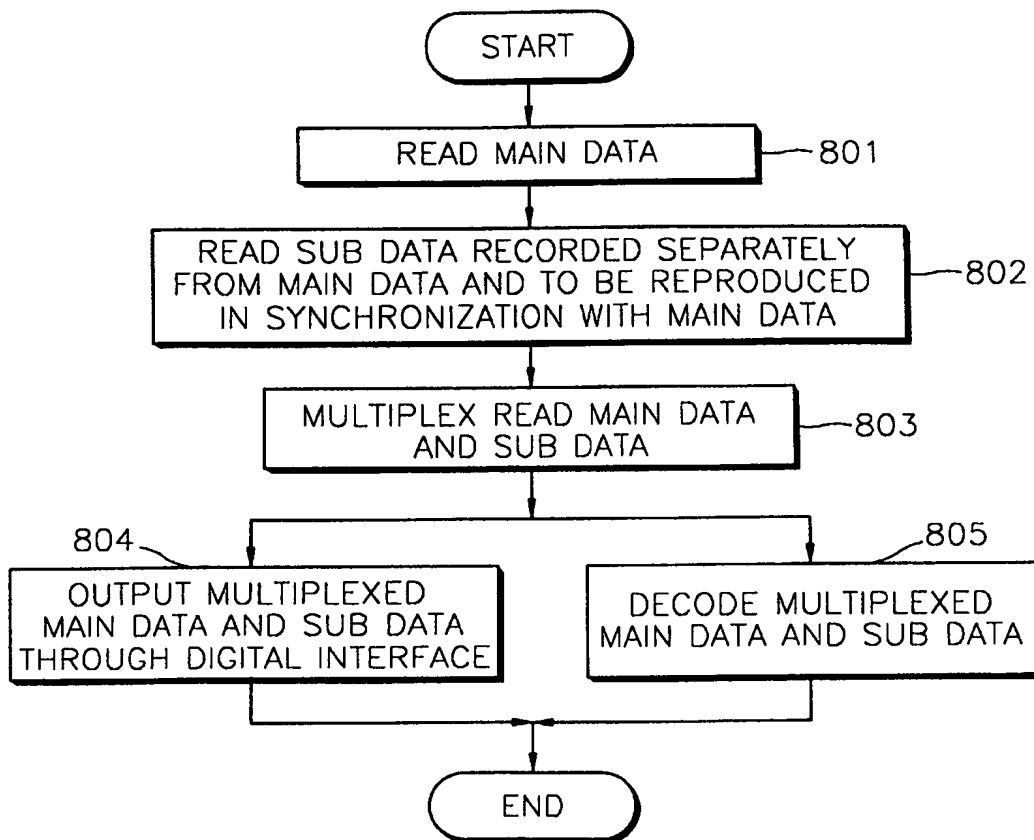 START
READ MAIN DATA
801
READ SUB DATA RECORDED SEPARATELY
FROM MAIN DATA AND TO BE REPRODUCED
IN SYNCHRONIZATION WITH MAIN DATA
802
MULTIPLEX READ MAIN DATA
AND SUB DATA
803
804
OUTPUT MULTIPLEXED
MAIN DATA AND SUB DATA
THROUGH DIGITAL INTERFACE
805
DECODE MULTIPLEXED
MAIN DATA AND SUB DATA
END